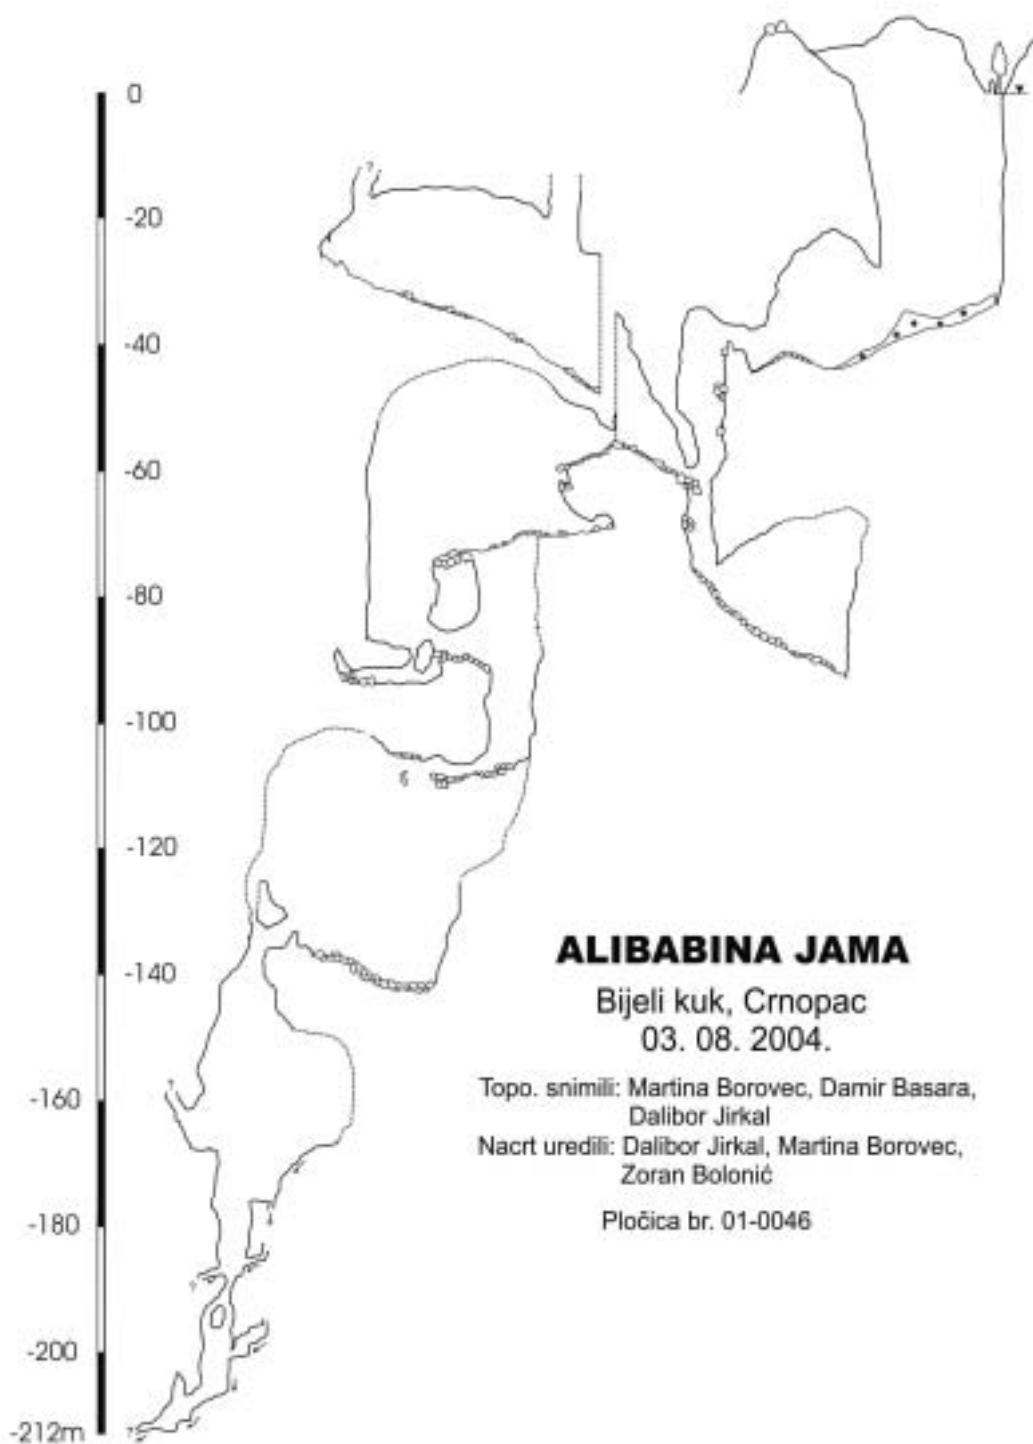 0
-20
-40
-60
-80
-100
-120
-140
-160
-180
-200
-212m
ALIBABINA JAMA
Bijeli kuk, Crnopac
03. 08. 2004.
Topo. snimili: Martina Borovec, Damir Basara,
Dalibor Jirkal
Nacrt uredili: Dalibor Jirkal, Martina Borovec,
Zoran Bolonić
Pločica br. 01-0046